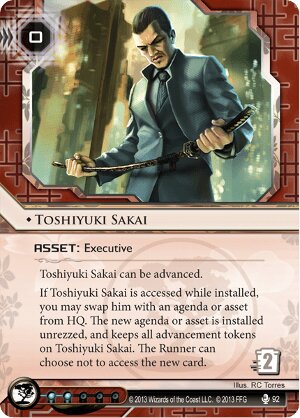 0
♦ TOSHIYUKI SAKAI
ASSET: Executive
Toshiyuki Sakai can be advanced.
If Toshiyuki Sakai is accessed while installed,
you may swap him with an agenda or asset
from HQ. The new agenda or asset is installed
unrezzed, and keeps all advancement tokens
on Toshiyuki Sakai. The Runner can
choose not to access the new card.
2
Illus. RC Torres
© 2013 Wizards of the Coast LLC. © 2013 FFG 92